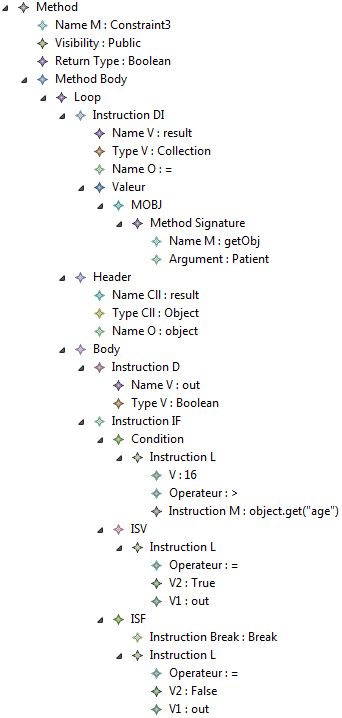 Method
Name M : Constraint3
Visibility : Public
Return Type : Boolean
Method Body
Loop
Instruction DI
Name V : result
Type V : Collection
Name O : =
Valeur
MOBJ
Method Signature
Name M : getObj
Argument : Patient
Header
Name Cll : result
Type Cll : Object
Name O : object
Body
Instruction D
Name V : out
Type V : Boolean
Instruction IF
Condition
Instruction L
V : 16
Operateur : >
Instruction M : object.get("age")
ISV
Instruction L
Operateur : =
V2 : True
V1 : out
ISF
Instruction Break : Break
Instruction L
Operateur : =
V2 : False
V1 : out